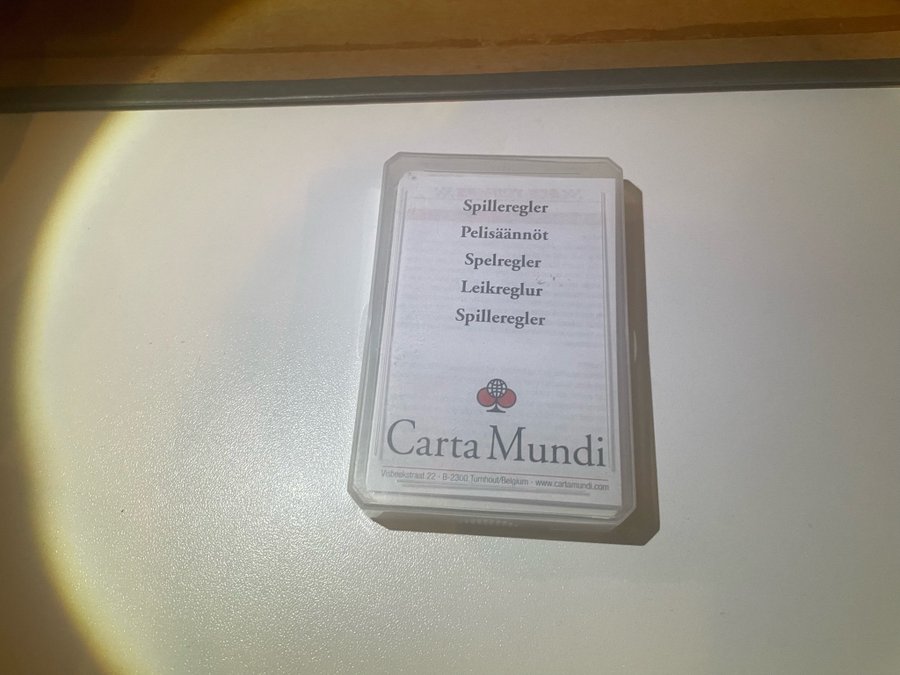 Spilleregler
Pelisäännöt
Spelregler
Leikreglur
Spilleregler
Carta Mundi
Visbeekstraat 22 - B-2300 Turnhout/Belgium - www.cartamundi.com